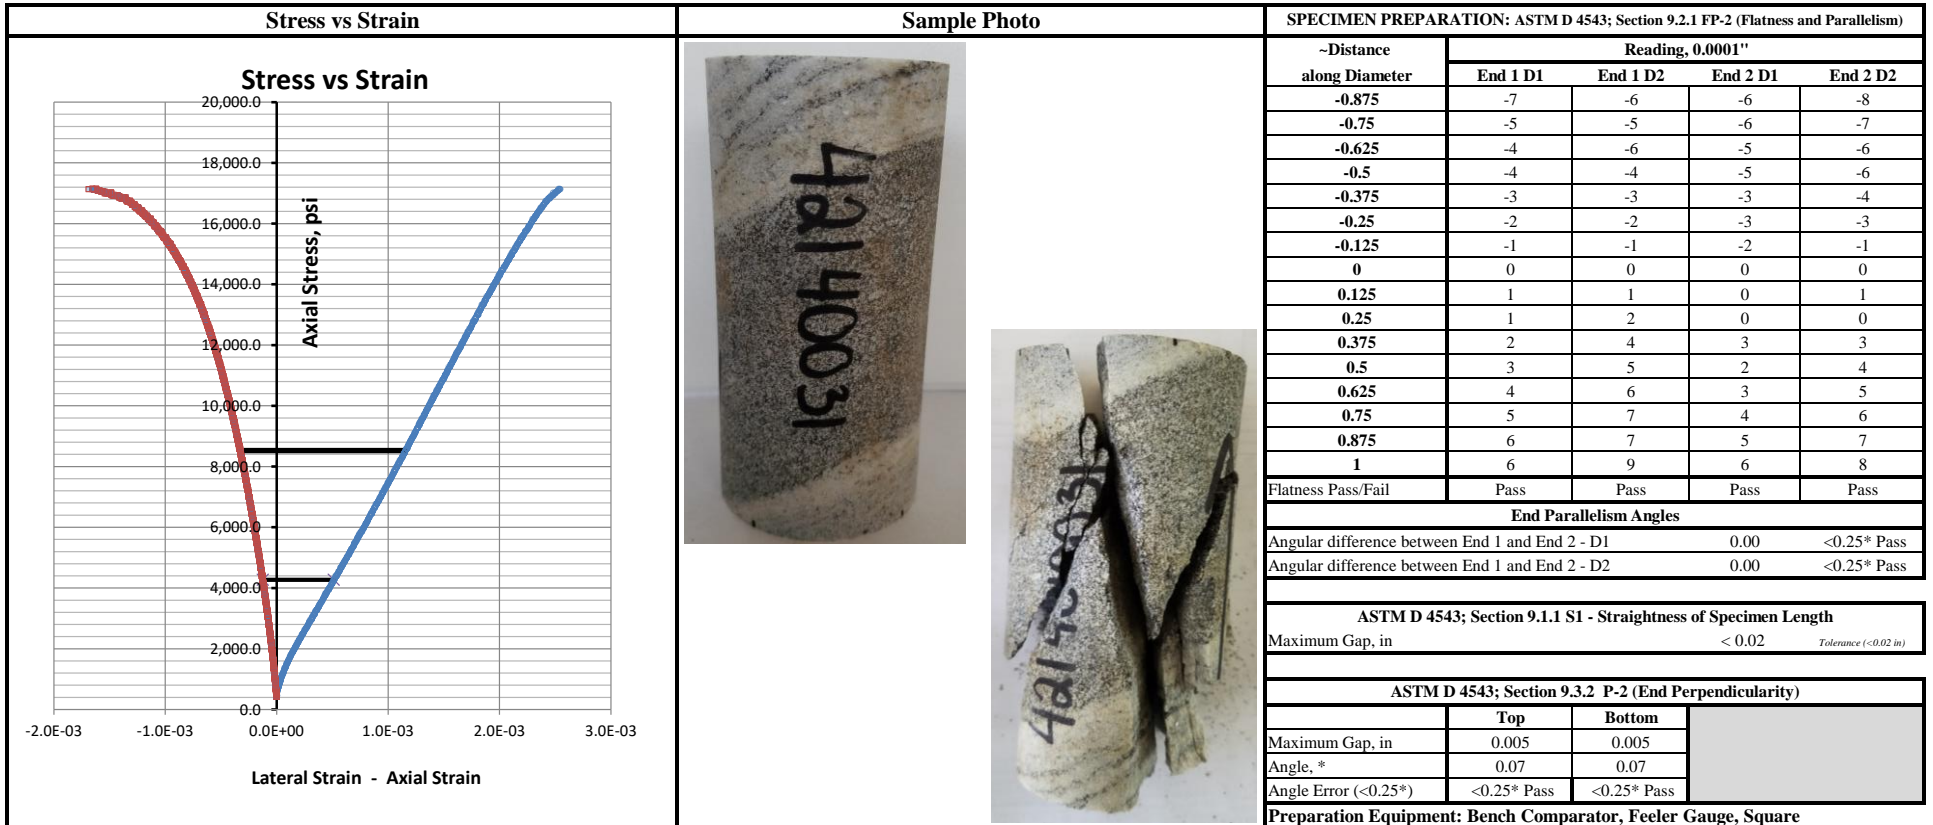 Stress vs Strain
Sample Photo
Stress vs Strain
20,000.0
18,000.0
16,000.0
14,000.0
12,000.0
10,000.0
8,000.0
6,000.0
4,000.0
2,000.0
0.0
-2.0E-03 -1.0E-03 0.0E+00 1.0E-03 2.0E-03 3.0E-03
Axial Stress, psi
Lateral Strain - Axial Strain
42140031
42140031
SPECIMEN PREPARATION: ASTM D 4543; Section 9.2.1 FP-2 (Flatness and Parallelism)
~Distance Reading, 0.0001"
along Diameter End 1 D1 End 1 D2 End 2 D1 End 2 D2
-0.875 -7 -6 -6 -8
-0.75 -5 -5 -6 -7
-0.625 -4 -6 -5 -6
-0.5 -4 -4 -5 -6
-0.375 -3 -3 -3 -4
-0.25 -2 -2 -3 -3
-0.125 -1 -1 -2 -1
0 0 0 0 0
0.125 1 1 0 1
0.25 1 2 0 0
0.375 2 4 3 3
0.5 3 5 2 4
0.625 4 6 3 5
0.75 5 7 4 6
0.875 6 7 5 7
1 6 9 6 8
Flatness Pass/Fail Pass Pass Pass Pass
End Parallelism Angles
Angular difference between End 1 and End 2 - D1 0.00 <0.25* Pass
Angular difference between End 1 and End 2 - D2 0.00 <0.25* Pass
ASTM D 4543; Section 9.1.1 S1 - Straightness of Specimen Length
Maximum Gap, in < 0.02 Tolerance (<0.02 in)
ASTM D 4543; Section 9.3.2 P-2 (End Perpendicularity)
Top Bottom
Maximum Gap, in 0.005 0.005
Angle, * 0.07 0.07
Angle Error (<0.25*) <0.25* Pass <0.25* Pass
Preparation Equipment: Bench Comparator, Feeler Gauge, Square